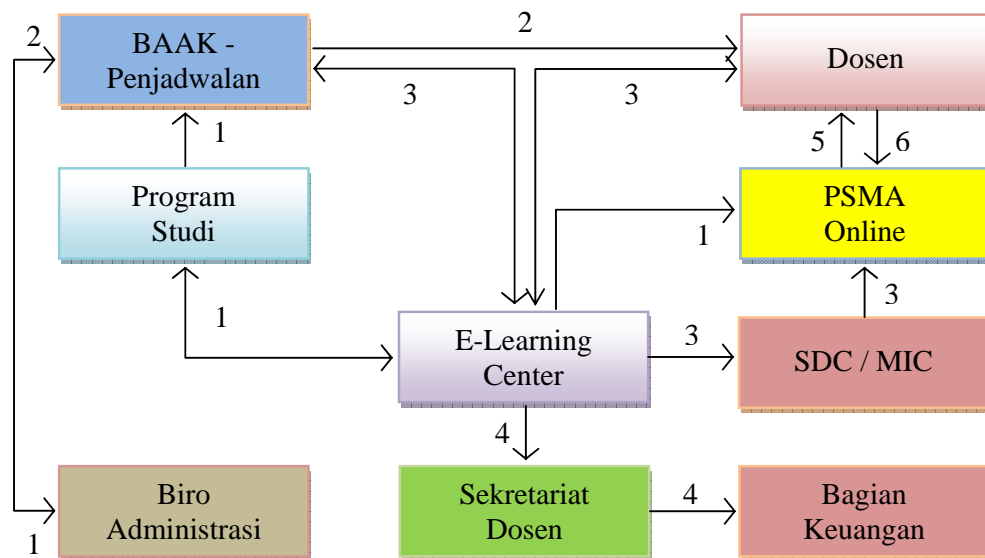 2
BAAK -
Penjadwalan
2
Dosen
3
3
1
5
6
Program
Studi
PSMA
Online
1
1
3
E-Learning
Center
3
SDC / MIC
4
1
Biro
Administrasi
Sekretariat
Dosen
4
Bagian
Keuangan